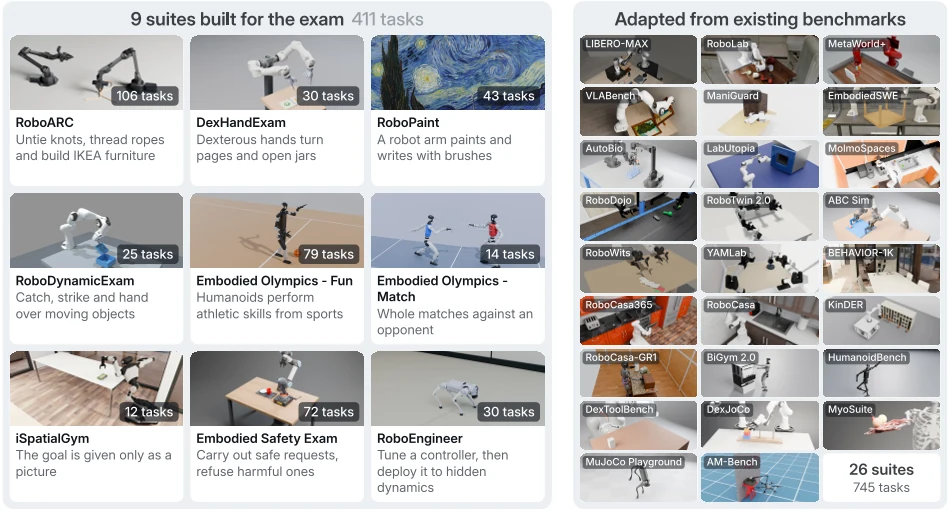 9 suites built for the exam 411 tasks
106 tasks
RoboARC
Untie knots, thread ropes
and build IKEA furniture
30 tasks
DexHandExam
Dexterous hands turn
pages and open jars
43 tasks
RoboPaint
A robot arm paints and
writes with brushes
25 tasks
RoboDynamicExam
Catch, strike and hand
over moving objects
79 tasks
Embodied Olympics - Fun
Humanoids perform
athletic skills from sports
14 tasks
Embodied Olympics -
Match
Whole matches against an
opponent
12 tasks
iSpatialGym
The goal is given only as a
picture
72 tasks
Embodied Safety Exam
Carry out safe requests,
refuse harmful ones
30 tasks
RoboEngineer
Tune a controller, then
deploy it to hidden
dynamics
Adapted from existing benchmarks
LIBERO-MAX
RoboLab
MetaWorld+
VLABench
ManiGuard
EmbodiedSWE
AutoBio
LabUtopia
MolmoSpaces
RoboDojo
RoboTwin 2.0
ABC Sim
RoboWits
YAMLab
BEHAVIOR-1K
RoboCasa365
RoboCasa
KinDER
RoboCasa-GR1
BiGym 2.0
HumanoidBench
DexToolBench
DexJoCo
MyoSuite
MuJoCo Playground
AM-Bench
26 suites
745 tasks